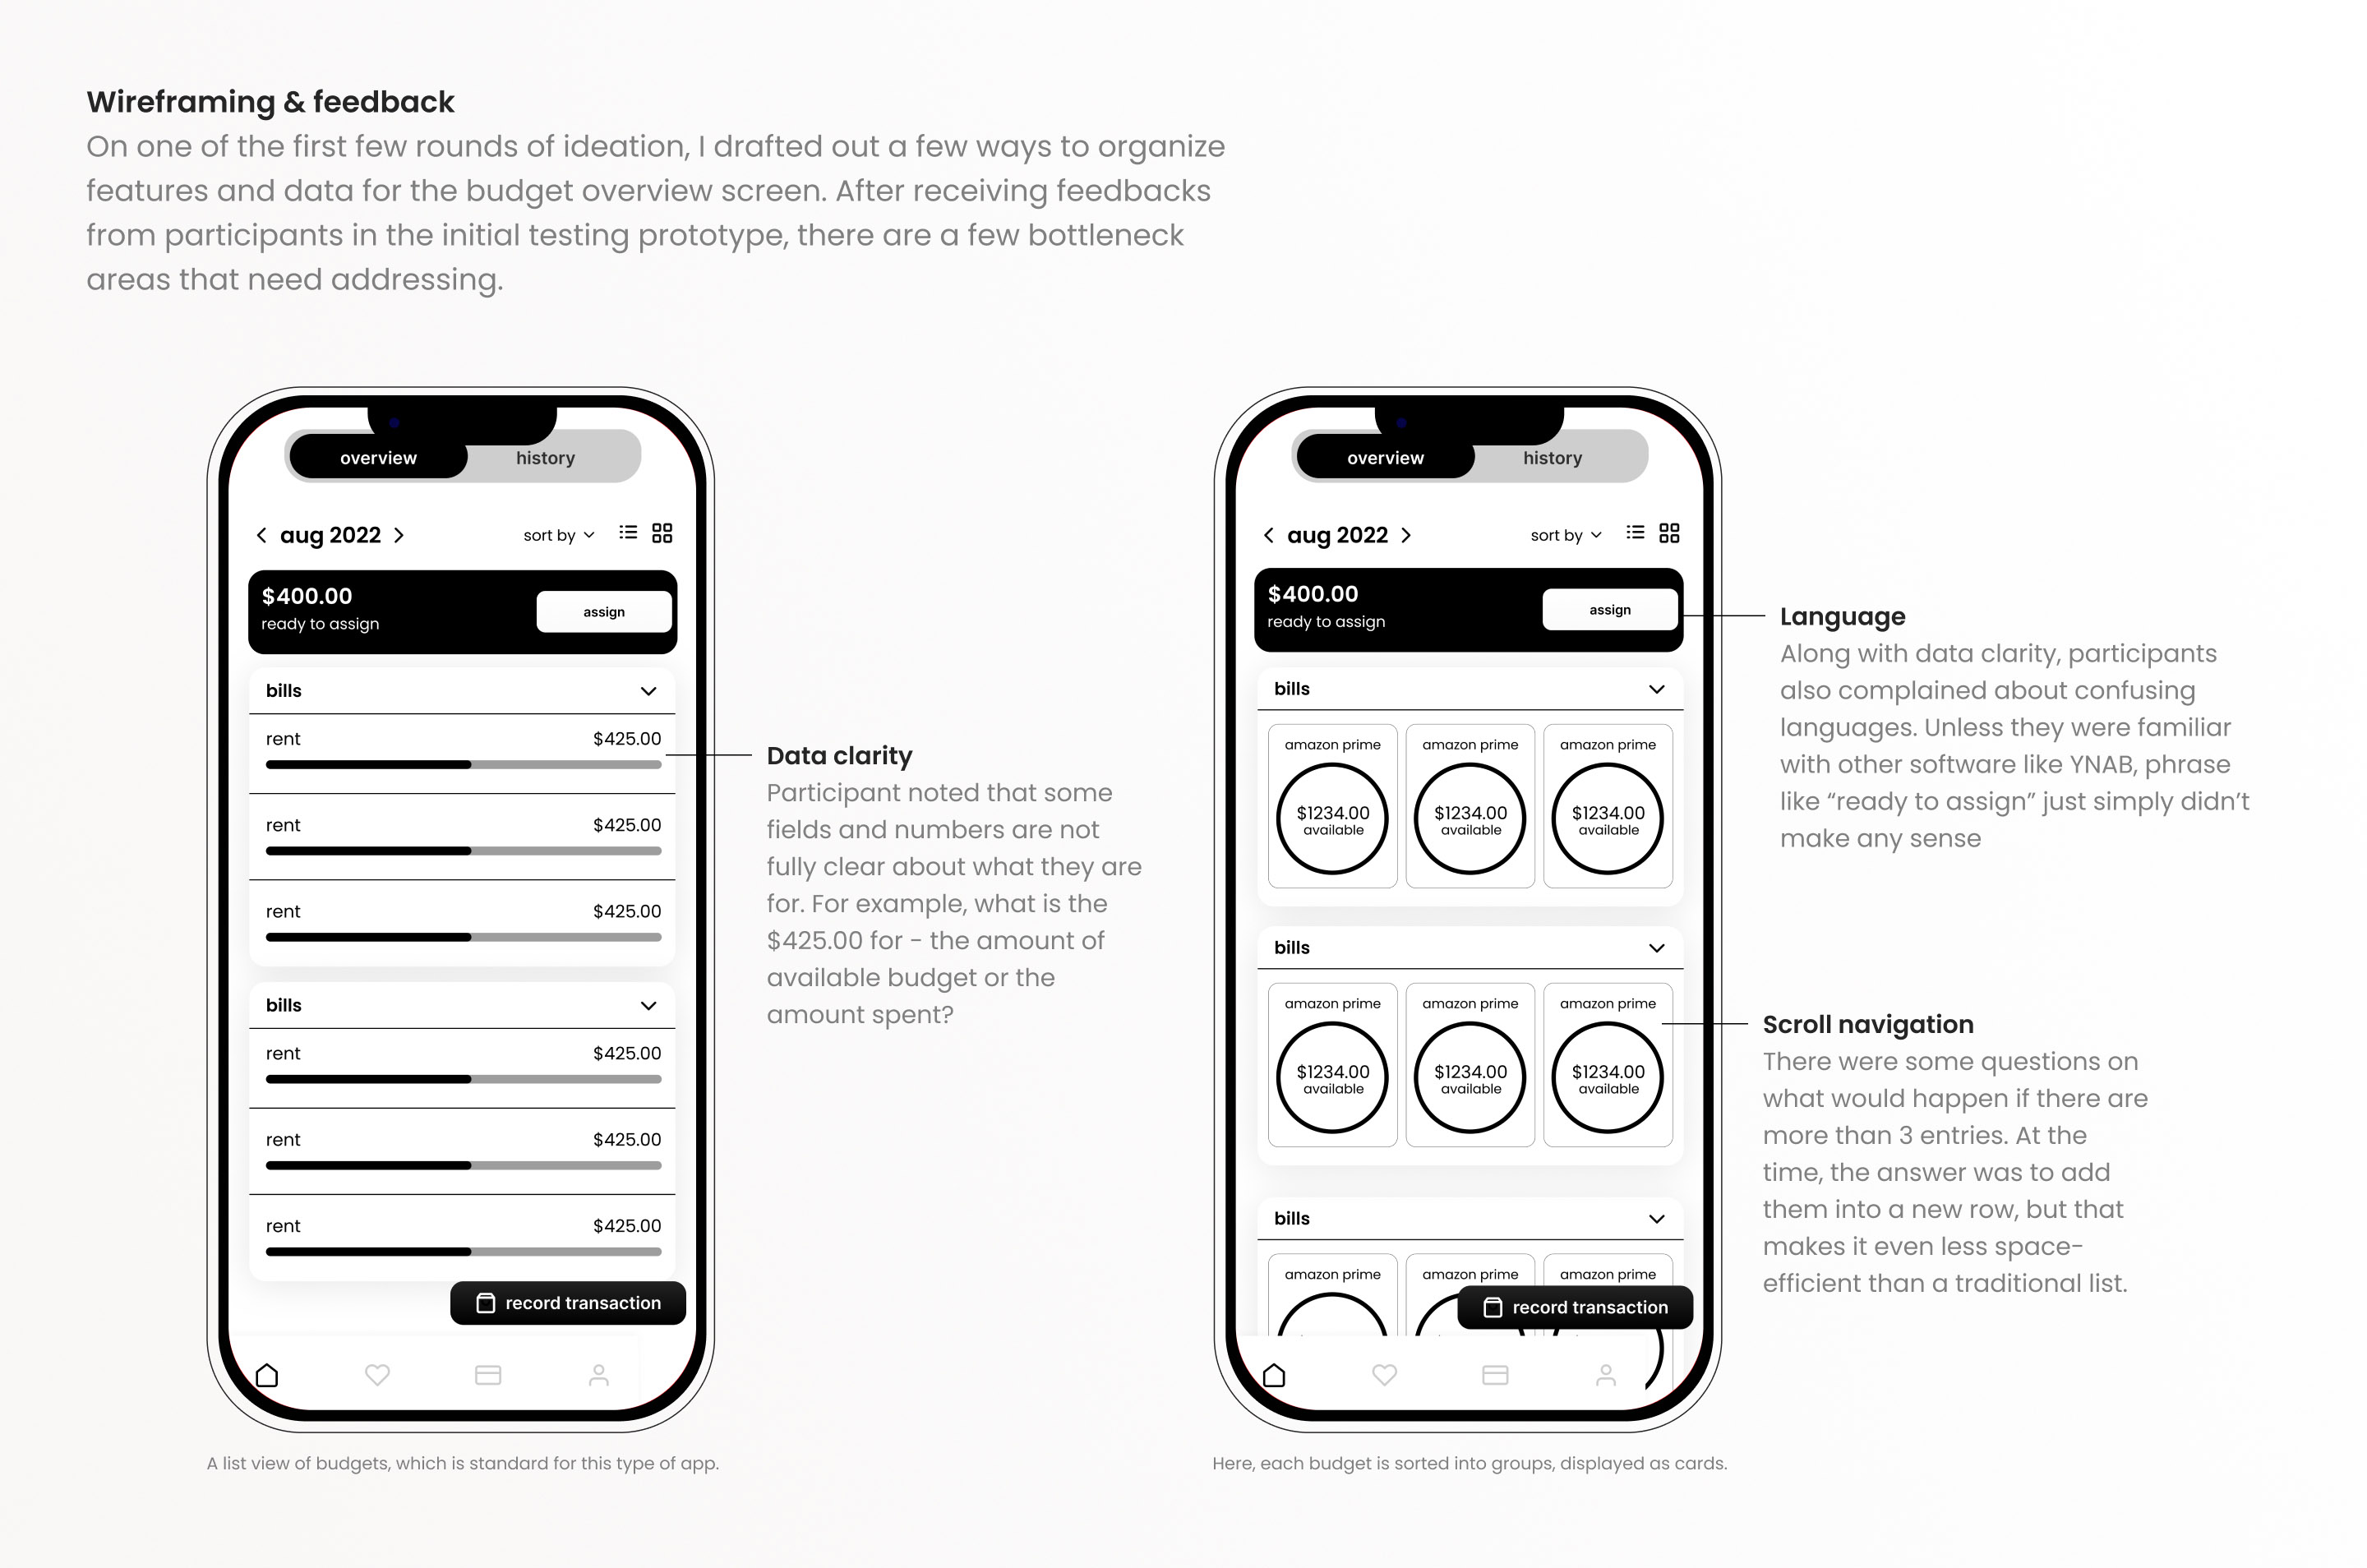 Wireframing & feedback
On one of the first few rounds of ideation, I drafted out a few ways to organize
features and data for the budget overview screen. After receiving feedbacks
from participants in the initial testing prototype, there are a few bottleneck
areas that need addressing.
overview history
aug 2022 sort by
$400.00
ready to assign
assign
bills
rent $425.00
rent $425.00
rent $425.00
bills
rent $425.00
rent $425.00
rent $425.00
record transaction
A list view of budgets, which is standard for this type of app.
Data clarity
Participant noted that some
fields and numbers are not
fully clear about what they are
for. For example, what is the
$425.00 for - the amount of
available budget or the
amount spent?
overview history
aug 2022 sort by
$400.00
ready to assign
assign
bills
amazon prime amazon prime amazon prime
$1234.00 $1234.00 $1234.00
available available available
bills
amazon prime amazon prime amazon prime
$1234.00 $1234.00 $1234.00
available available available
bills
amazon prime amazon prime amazon prime
record transaction
Here, each budget is sorted into groups, displayed as cards.
Language
Along with data clarity, participants
also complained about confusing
languages. Unless they were familiar
with other software like YNAB, phrase
like “ready to assign” just simply didn’t
make any sense
Scroll navigation
There were some questions on
what would happen if there are
more than 3 entries. At the
time, the answer was to add
them into a new row, but that
makes it even less space-
efficient than a traditional list.